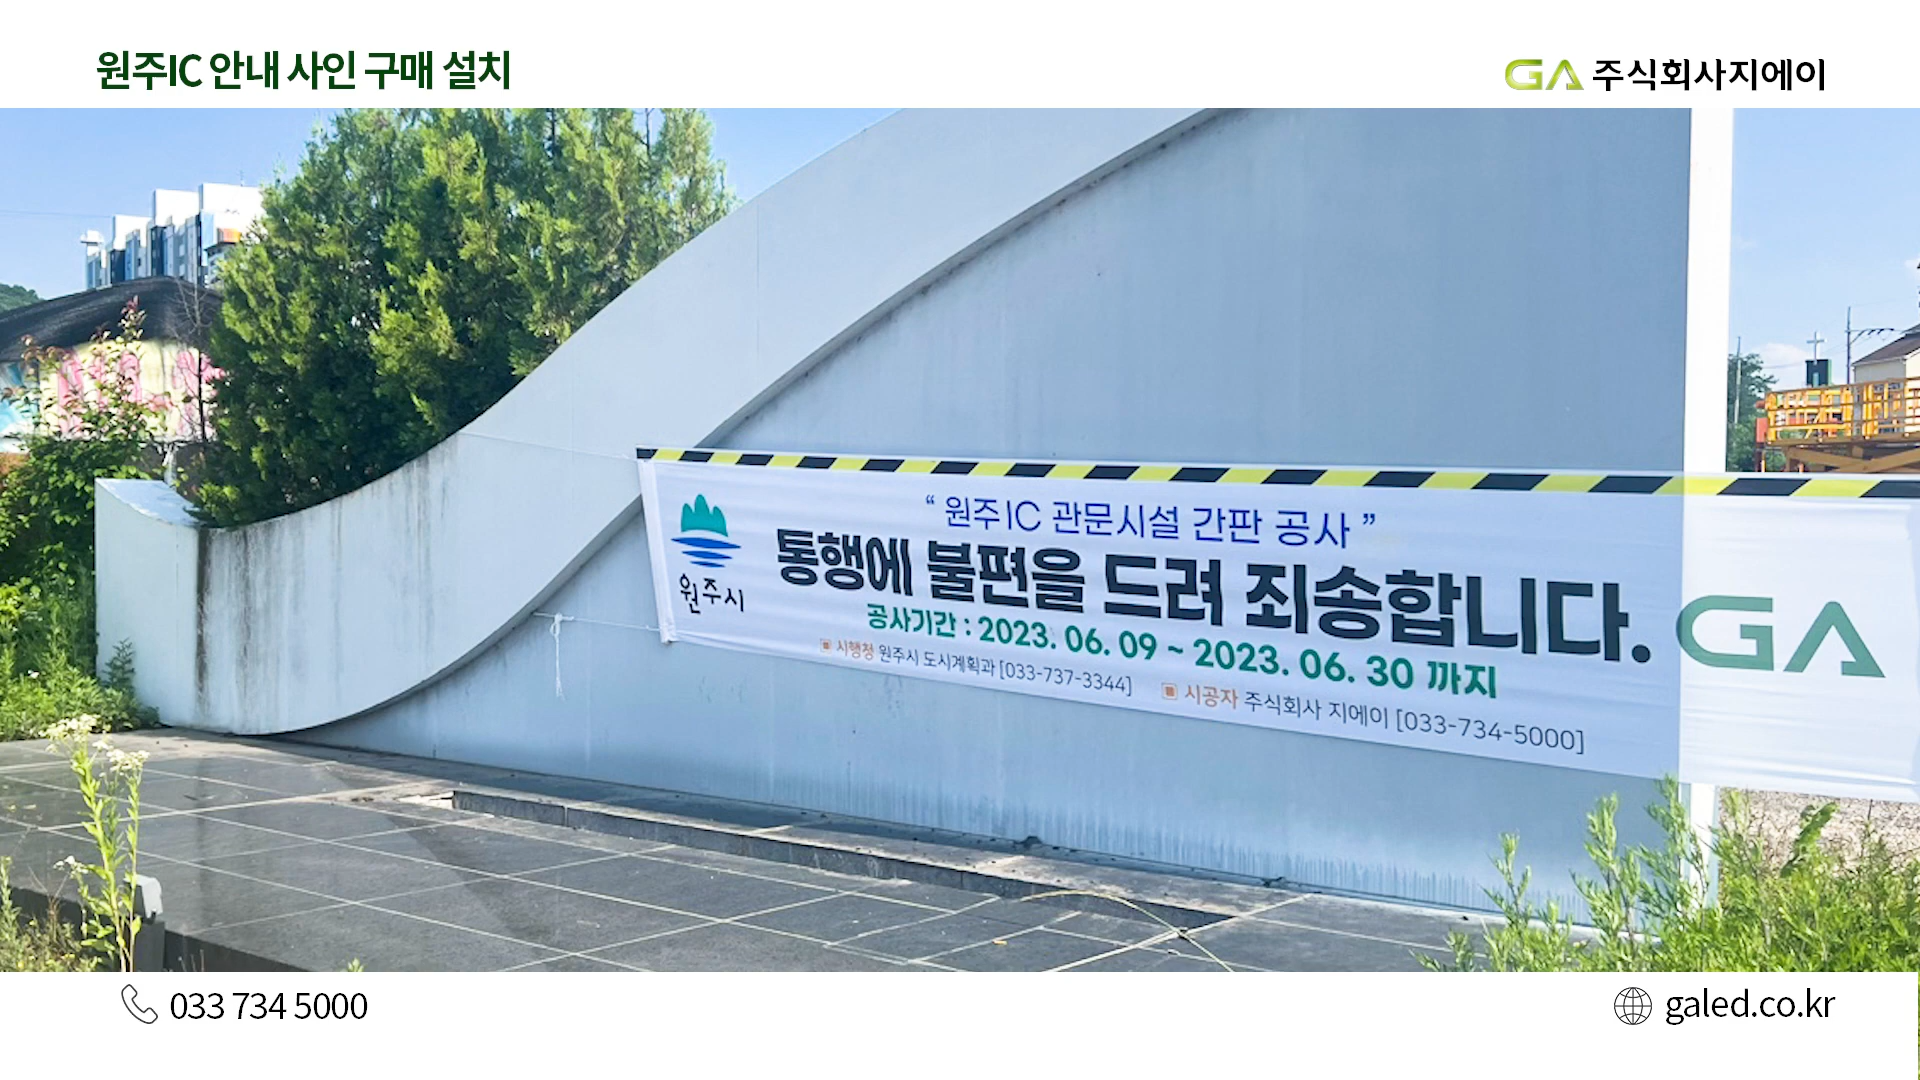 원주IC 안내 사인 구매 설치
GA 주식회사지에이
원주시
“ 원주IC 관문시설 간판 공사 ”
통행에 불편을 드려 죄송합니다.
공사기간 : 2023. 06. 09 ~ 2023. 06. 30 까지
시행청 원주시 도시계획과 [033-737-3344] 시공자 주식회사 지에이 [033-734-5000]
GA
033 734 5000
galed.co.kr